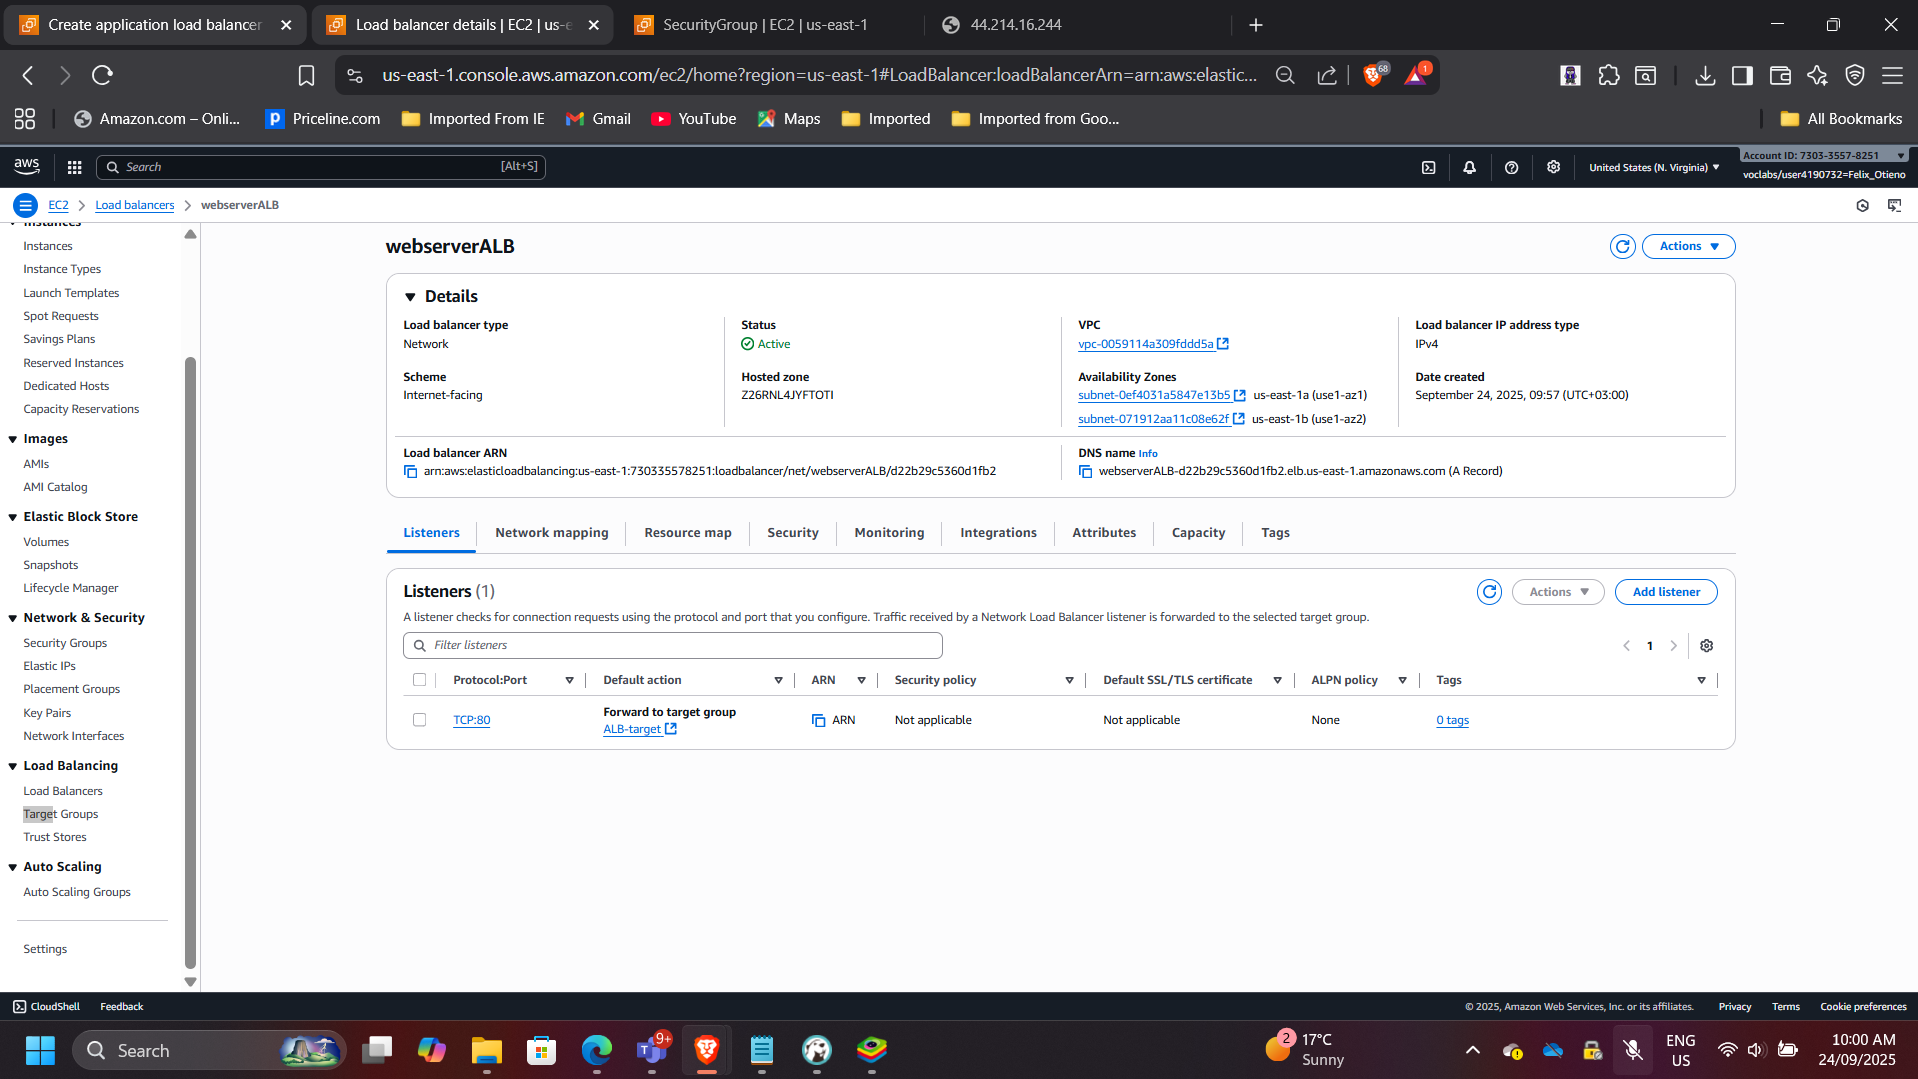 Create application load balancer
Load balancer details | EC2 | us-e
SecurityGroup | EC2 | us-east-1
44.214.16.244
us-east-1.console.aws.amazon.com/ec2/home?region=us-east-1#LoadBalancer:loadBalancerArn=arn:aws:elastic...
68
1
Amazon.com – Onli...
Priceline.com
Imported From IE
Gmail
YouTube
Maps
Imported
Imported from Goo...
All Bookmarks
aws
Search
[Alt+S]
United States (N. Virginia)
Account ID: 7303-3557-8251
voclabs/user4190732=Felix_Otieno
EC2
Load balancers
webserverALB
Instances
Instances
Instance Types
Launch Templates
Spot Requests
Savings Plans
Reserved Instances
Dedicated Hosts
Capacity Reservations
Images
AMIs
AMI Catalog
Elastic Block Store
Volumes
Snapshots
Lifecycle Manager
Network & Security
Security Groups
Elastic IPs
Placement Groups
Key Pairs
Network Interfaces
Load Balancing
Load Balancers
Target Groups
Trust Stores
Auto Scaling
Auto Scaling Groups
Settings
webserverALB
Actions
Details
Load balancer type
Network
Status
Active
VPC
vpc-0059114a309fddd5a
Load balancer IP address type
IPv4
Scheme
Internet-facing
Hosted zone
Z26RNL4JYFTOTI
Availability Zones
subnet-0ef4031a5847e13b5 us-east-1a (use1-az1)
subnet-071912aa11c08e62f us-east-1b (use1-az2)
Date created
September 24, 2025, 09:57 (UTC+03:00)
Load balancer ARN
arn:aws:elasticloadbalancing:us-east-1:730335578251:loadbalancer/net/webserverALB/d22b29c5360d1fb2
DNS name Info
webserverALB-d22b29c5360d1fb2.elb.us-east-1.amazonaws.com (A Record)
Listeners
Network mapping
Resource map
Security
Monitoring
Integrations
Attributes
Capacity
Tags
Listeners (1)
Actions
Add listener
A listener checks for connection requests using the protocol and port that you configure. Traffic received by a Network Load Balancer listener is forwarded to the selected target group.
Filter listeners
1
Protocol:Port
Default action
ARN
Security policy
Default SSL/TLS certificate
ALPN policy
Tags
TCP:80
Forward to target group
ALB-target
ARN
Not applicable
Not applicable
None
0 tags
CloudShell
Feedback
© 2025, Amazon Web Services, Inc. or its affiliates.
Privacy
Terms
Cookie preferences
Search
9+
2
17°C
Sunny
ENG
US
10:00 AM
24/09/2025